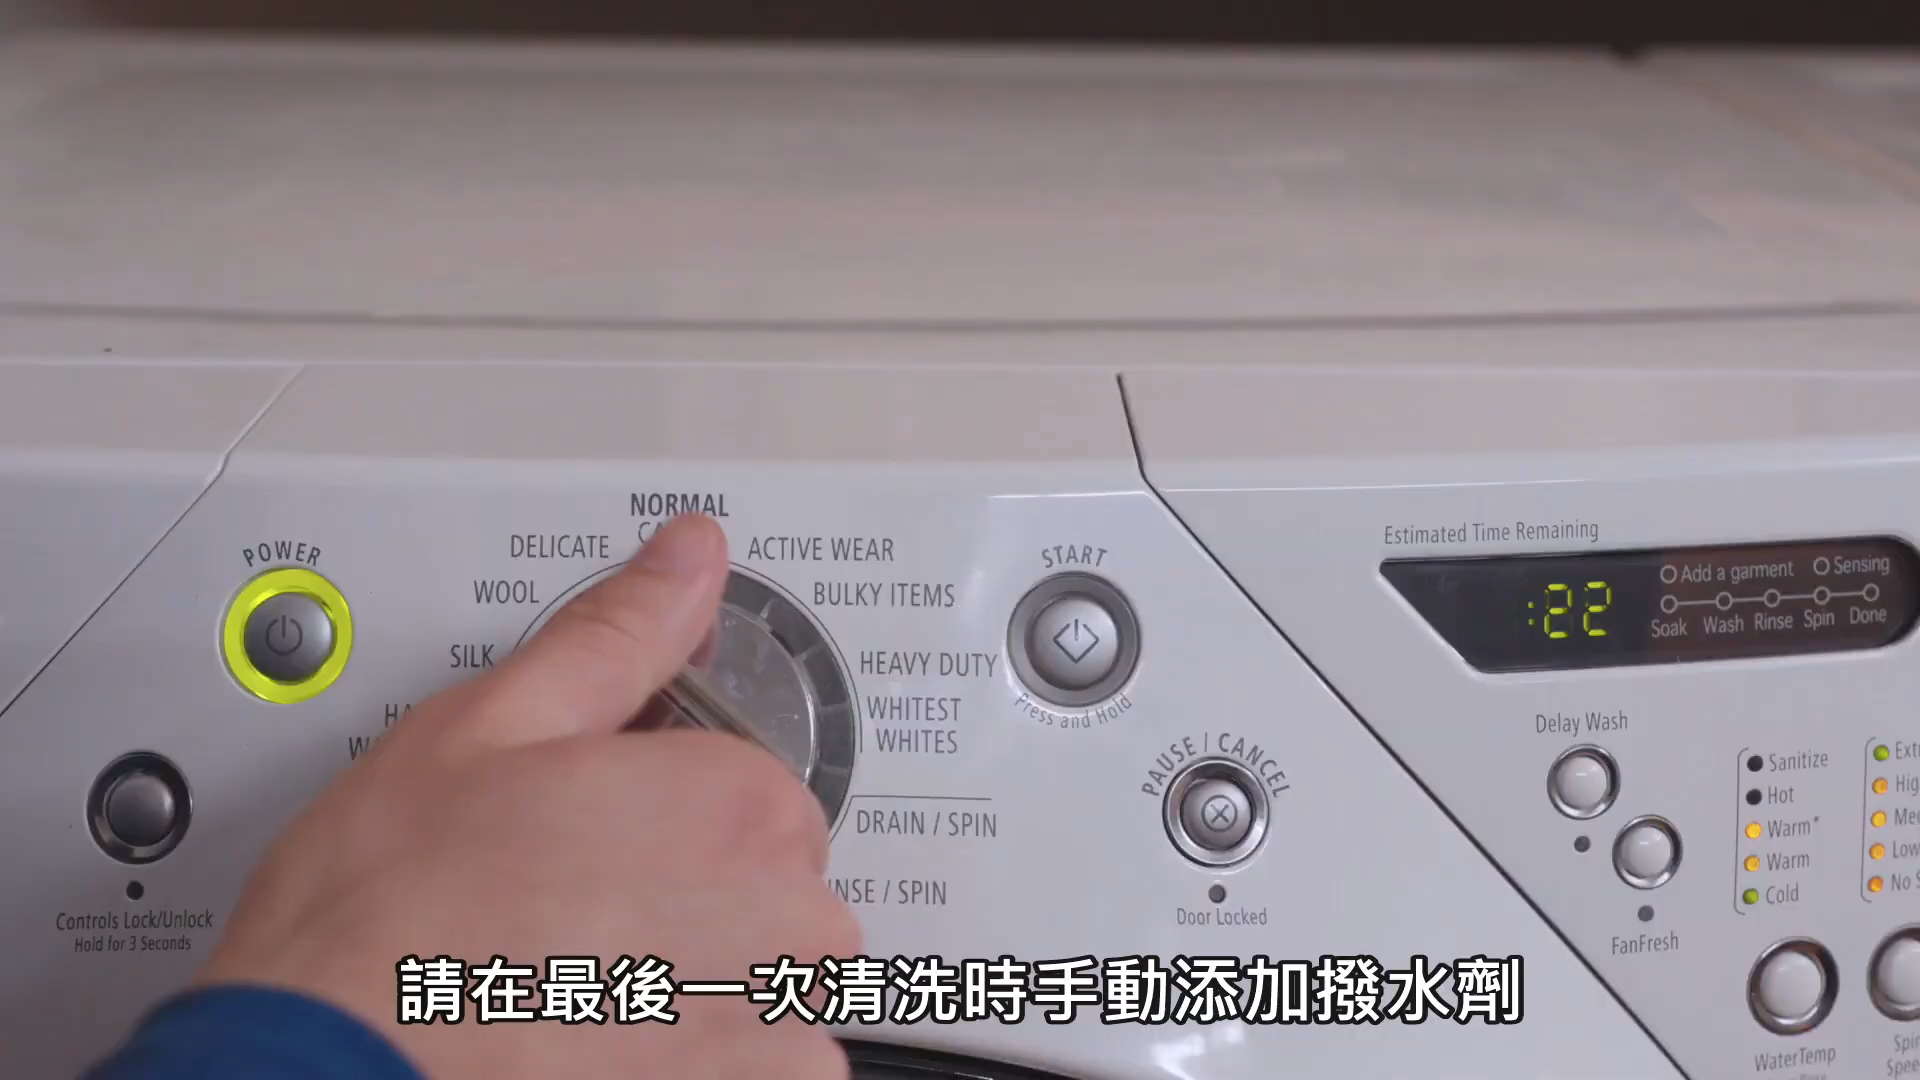 NORMAL
DELICATE
ACTIVE WEAR
POWER
WOOL
BULKY ITEMS
START
SILK
HEAVY DUTY
Press and Hold
WHITEST
WHITES
PAUSE / CANCEL
DRAIN / SPIN
/ SPIN
Door Locked
Controls Lock/Unlock
Hold for 3 Seconds
Estimated Time Remaining
:22
Add a garment Sensing
Soak Wash Rinse Spin Done
Delay Wash
FanFresh
Sanitize
Hot
Warm*
Warm
Cold
Low
No
WaterTemp
請在最後一次清洗時手動添加撥水劑